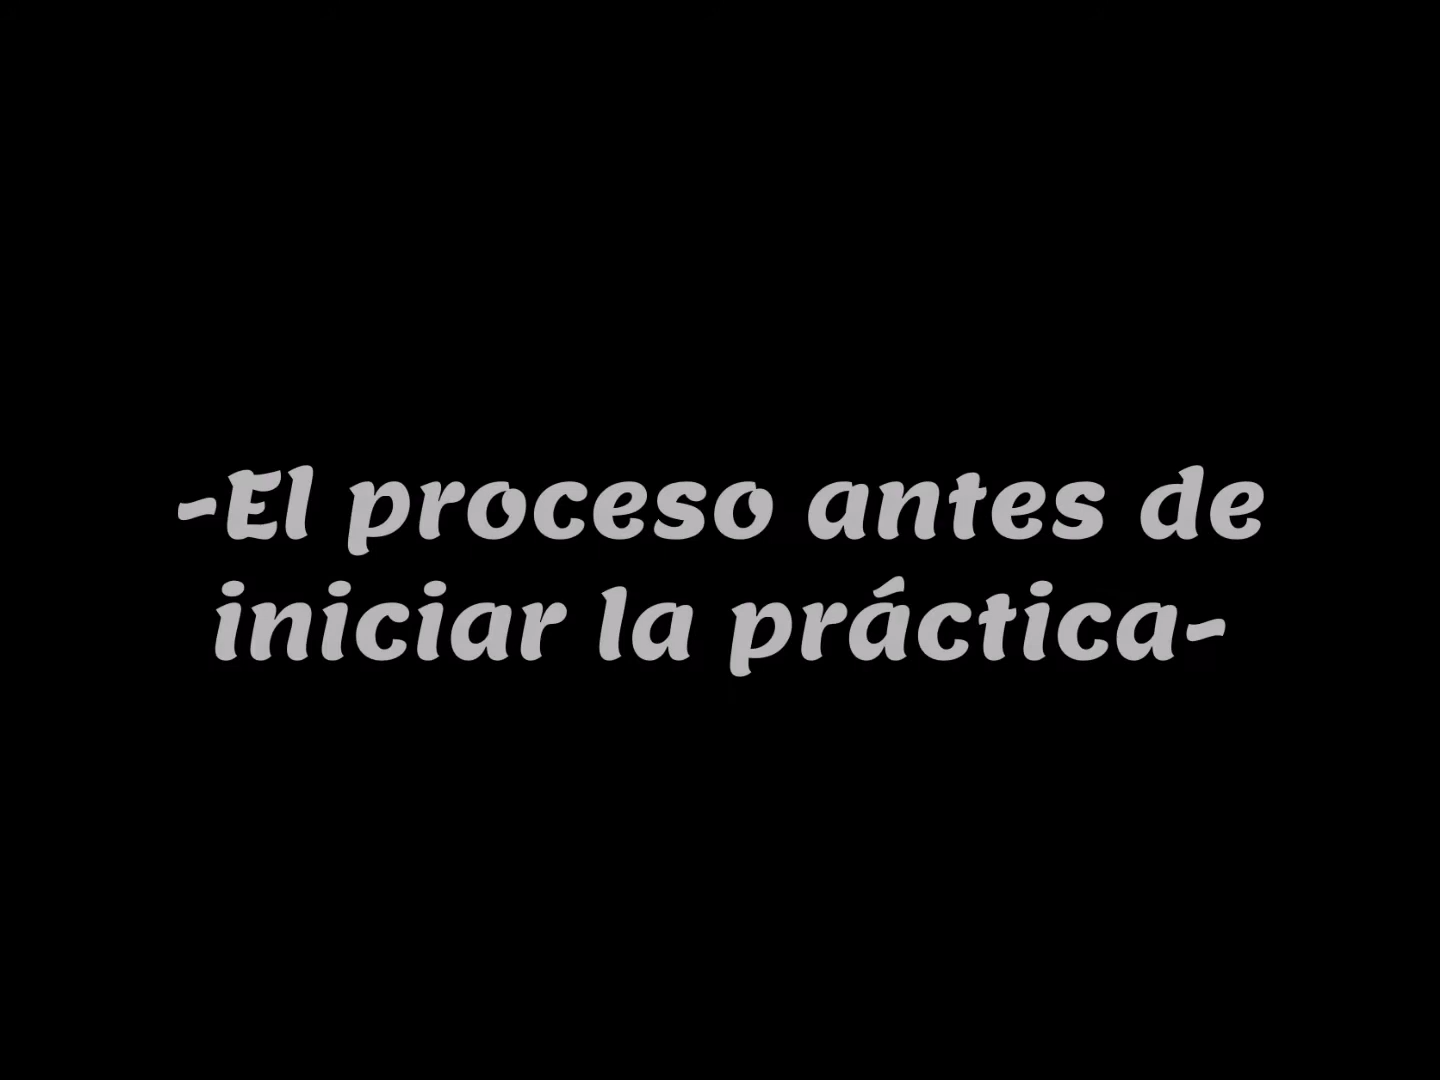 -El proceso antes de
iniciar la práctica-